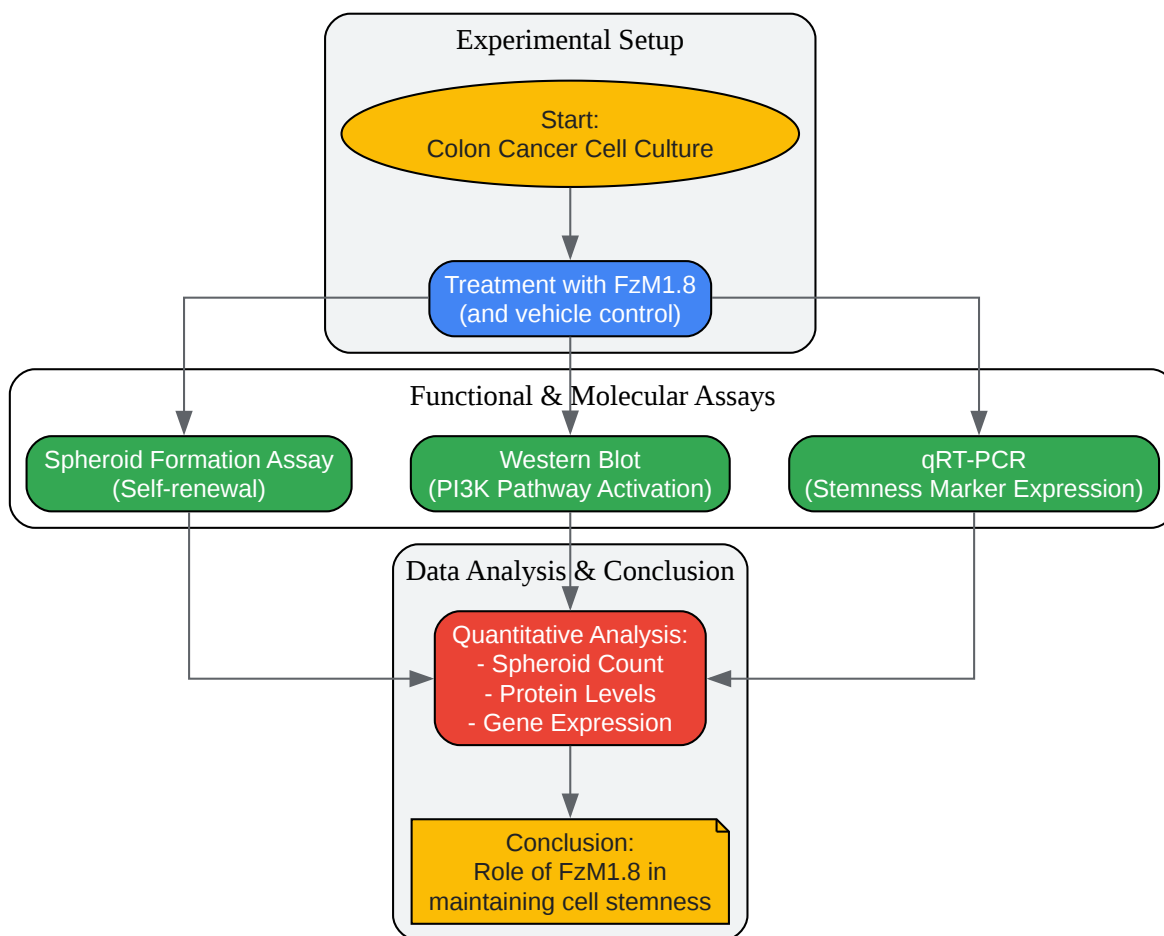 Experimental Setup
Start:
Colon Cancer Cell Culture
Treatment with FzM1.8
(and vehicle control)
Functional & Molecular Assays
Spheroid Formation Assay
(Self-renewal)
Western Blot
(PI3K Pathway Activation)
qRT-PCR
(Stemness Marker Expression)
Data Analysis & Conclusion
Quantitative Analysis:
- Spheroid Count
- Protein Levels
- Gene Expression
Conclusion:
Role of FzM1.8 in
maintaining cell stemness